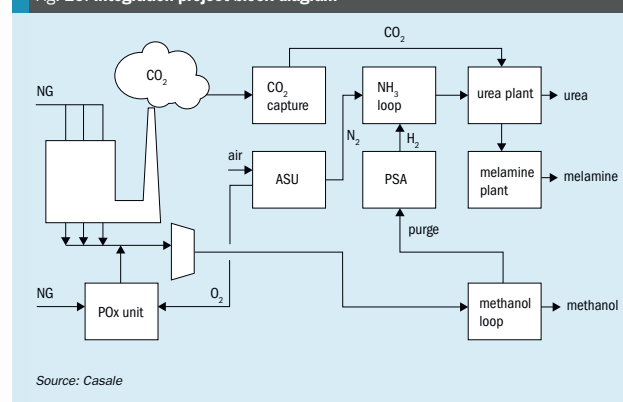 Fig. 20: Integration project block diagram
CO2
CO2
NG
CO2
capture
NH3
loop
urea plant
urea
N2
H2
air
ASU
PSA
melamine
plant
melamine
purge
NG
O2
POx unit
methanol
loop
methanol
Source: Casale